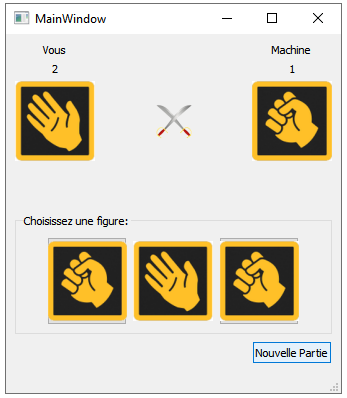 MainWindow
Vous
Machine
2
1
Choisissez une figure:
Nouvelle Partie